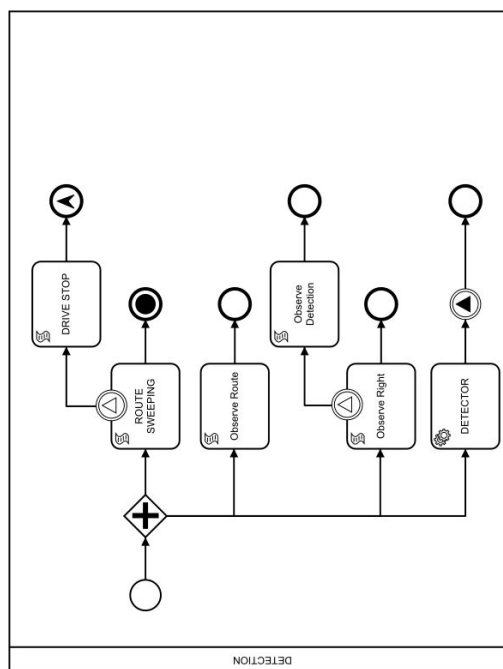 DRIVE STOP
ROUTE
SWEEPING
Observe Route
Observe
Detection
Observe Right
DETECTOR
DETECTION